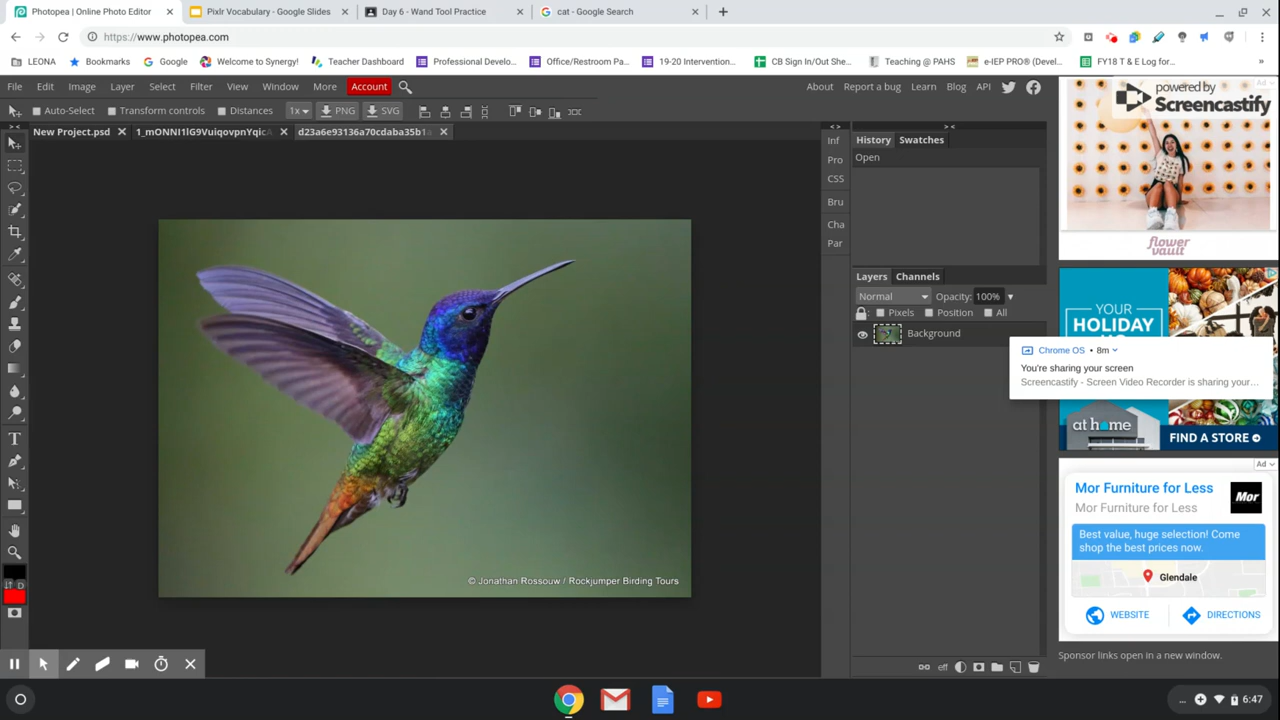 Photopea | Online Photo Editor
Pixlr Vocabulary - Google Slides
Day 6 - Wand Tool Practice
cat - Google Search
https://www.photopea.com
LEONA
Bookmarks
Google
Welcome to Synergy!
Teacher Dashboard
Professional Develo...
Office/Restroom Pa...
19-20 Intervention...
CB Sign In/Out She...
Teaching @ PAHS
e-IEP PRO® (Devel...
FY18 T & E Log for...
File Edit Image Layer Select Filter View Window More Account
About Report a bug Learn Blog API
Auto-Select Transform controls Distances 1x PNG SVG
New Project.psd
1_mONNI1lG9VuiqovpnYqicA
d23a6e93136a70cdaba35b1a
Inf
Pro
CSS
Bru
Cha
Par
History Swatches
Open
Layers Channels
Normal Opacity: 100%
Pixels Position All
Background
T
D
© Jonathan Rossouw / Rockjumper Birding Tours
eff
Ad
powered by
Screencastify
flower
vault
YOUR
HOLIDAY
Chrome OS • 8m
You're sharing your screen
Screencastify - Screen Video Recorder is sharing your...
at home
FIND A STORE
Ad
Mor Furniture for Less
Mor
Mor Furniture for Less
Best value, huge selection! Come
shop the best prices now.
Glendale
WEBSITE
DIRECTIONS
Sponsor links open in a new window.
... 6:47